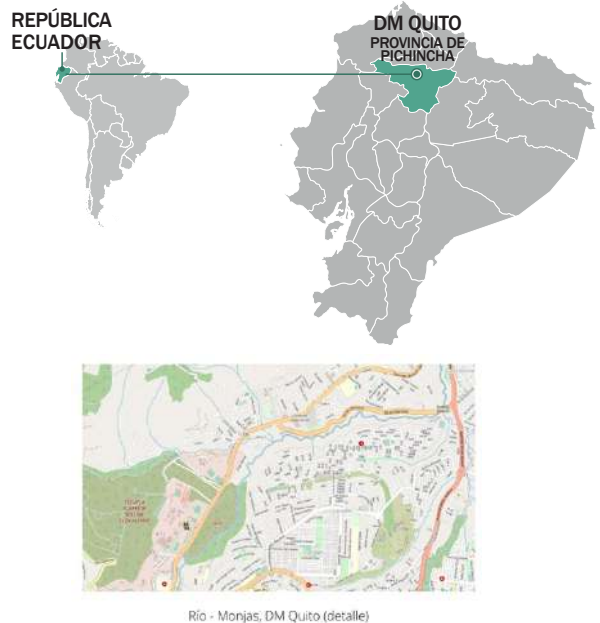 REPÚBLICA
ECUADOR
DM QUITO
PROVINCIA DE
PICHINCHA
Río - Monjas, DM Quito (detalle)